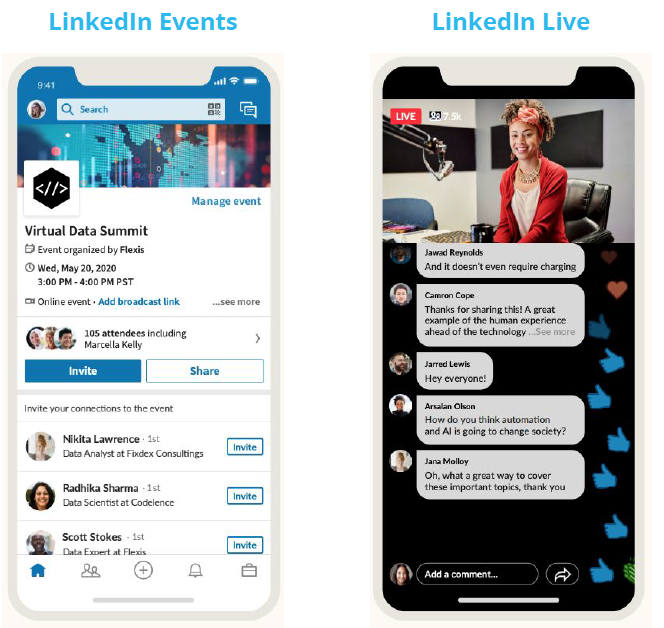 LinkedIn Events
LinkedIn Live
9:41
Search
</>
Manage event
Virtual Data Summit
Event organized by Flexis
Wed, May 20, 2020
3:00 PM - 4:00 PM PST
Online event • Add broadcast link ...see more
105 attendees including
Marcella Kelly
Invite
Share
Invite your connections to the event
Nikita Lawrence · 1st
Data Analyst at Fixdex Consultings
Invite
Radhika Sharma · 1st
Data Scientist at Codelence
Invite
Scott Stokes · 1st
Data Expert at Flexis
Invite
LIVE
7.5k
Jawad Reynolds
And it doesn't even require charging
Camron Cope
Thanks for sharing this! A great
example of the human experience
ahead of the technology ...See more
Jarred Lewis
Hey everyone!
Arsalan Olson
How do you think automation
and AI is going to change society?
Jana Molloy
Oh, what a great way to cover
these important topics, thank you
Add a comment...